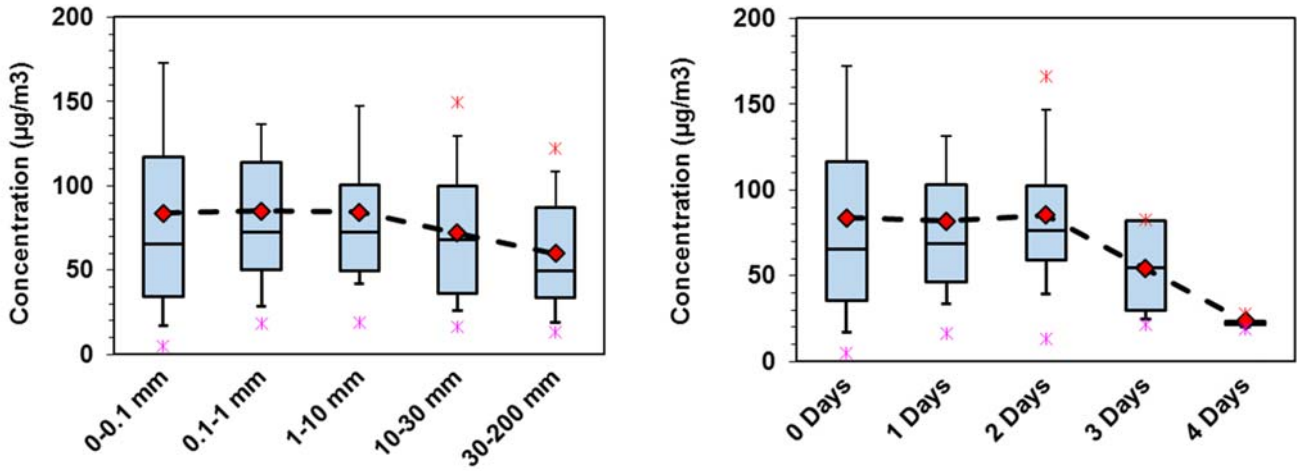 Concentration (µg/m3)
200
150
100
50
0
0-0.1 mm
0.1-1 mm
1-10 mm
10-30 mm
30-200 mm
Concentration (µg/m3)
200
150
100
50
0
0 Days
1 Days
2 Days
3 Days
4 Days